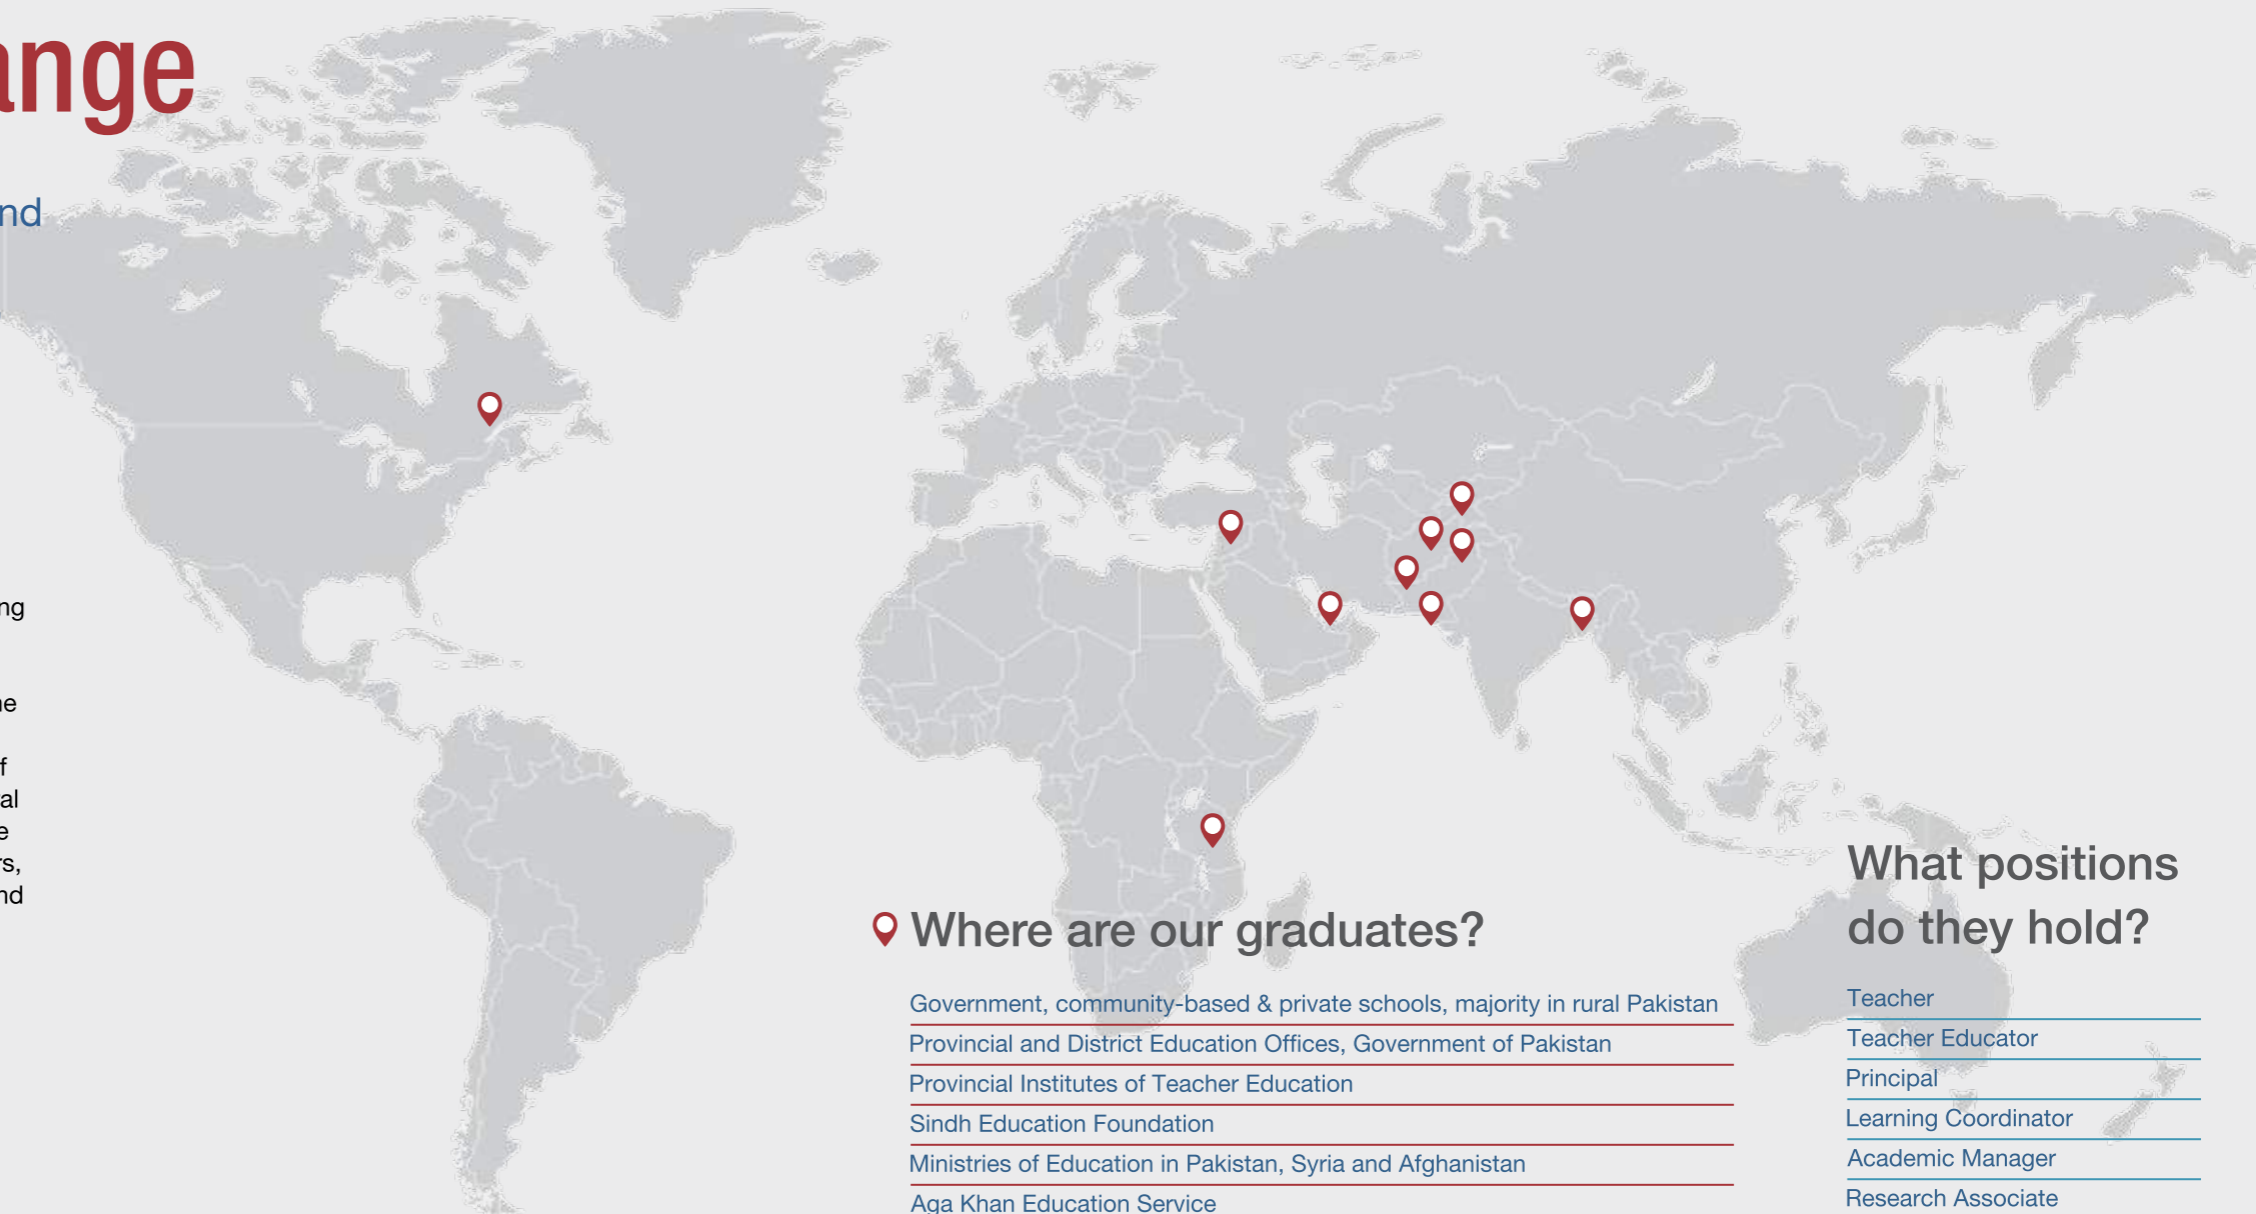 ange
nd
ng
ne
of
al
e
rs,
nd
Where are our graduates?
Government, community-based & private schools, majority in rural Pakistan
Provincial and District Education Offices, Government of Pakistan
Provincial Institutes of Teacher Education
Sindh Education Foundation
Ministries of Education in Pakistan, Syria and Afghanistan
Aga Khan Education Service
What positions
do they hold?
Teacher
Teacher Educator
Principal
Learning Coordinator
Academic Manager
Research Associate